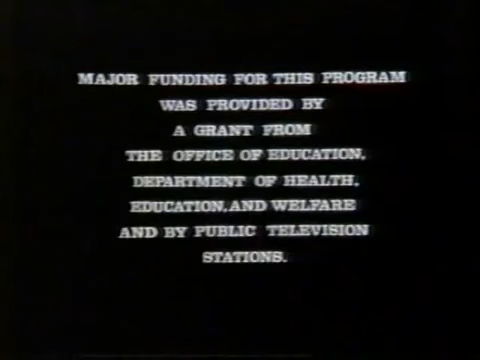 MAJOR FUNDING FOR THIS PROGRAM
WAS PROVIDED BY
A GRANT FROM
THE OFFICE OF EDUCATION,
DEPARTMENT OF HEALTH,
EDUCATION, AND WELFARE
AND BY PUBLIC TELEVISION
STATIONS.